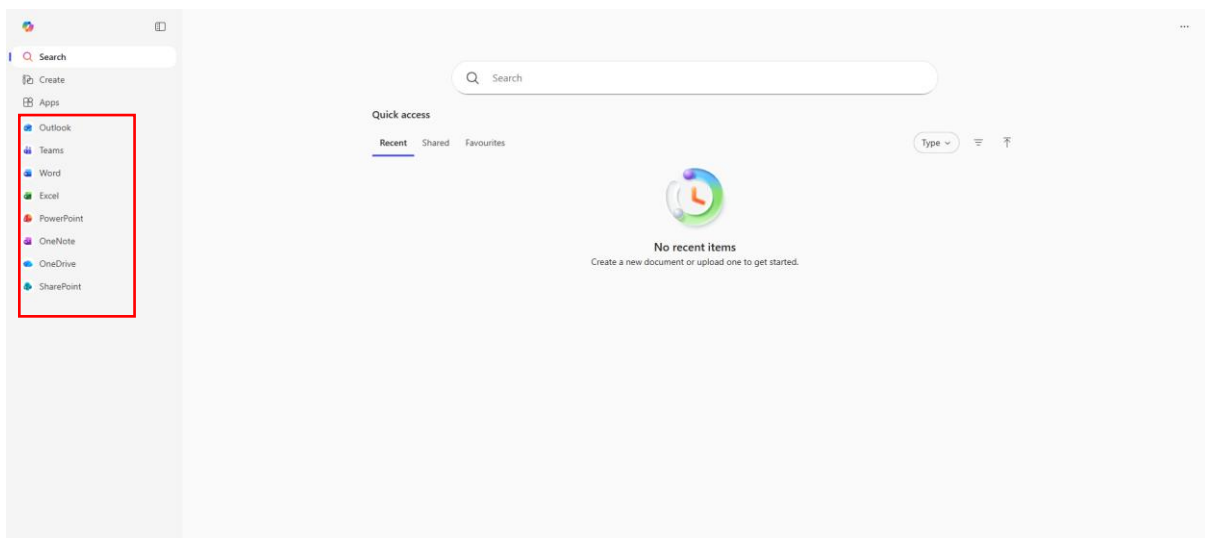 Search
Create
Apps
Outlook
Teams
Word
Excel
PowerPoint
OneNote
OneDrive
SharePoint
Search
Quick access
Recent Shared Favourites Type
No recent items
Create a new document or upload one to get started.